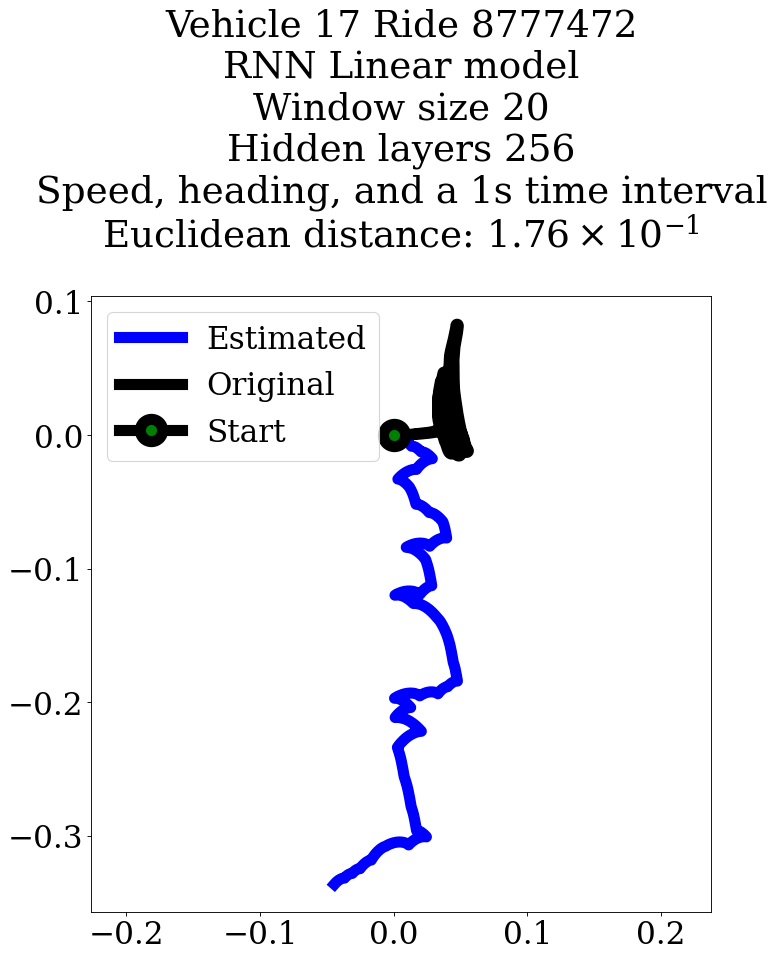 Vehicle 17 Ride 8777472
RNN Linear model
Window size 20
Hidden layers 256
Speed, heading, and a 1s time interval
Euclidean distance: 1.76 × 10⁻¹
Estimated
Original
Start
0.1
0.0
−0.1
−0.2
−0.3
−0.2 −0.1 0.0 0.1 0.2